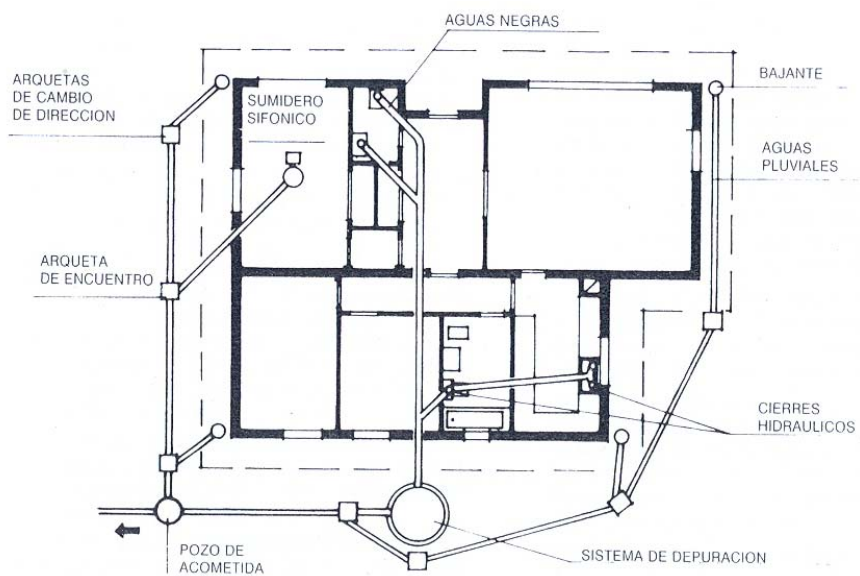 AGUAS NEGRAS
ARQUETAS
DE CAMBIO
DE DIRECCION
SUMIDERO
SIFONICO
BAJANTE
AGUAS
PLUVIALES
ARQUETA
DE ENCUENTRO
CIERRES
HIDRAULICOS
POZO DE
ACOMETIDA
SISTEMA DE DEPURACION